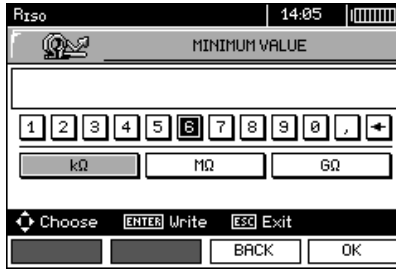 RISO 14:05
MINIMUM VALUE
1 2 3 4 5 6 7 8 9 0 ,
kΩ MΩ GΩ
Choose ENTER Write ESC Exit
BACK OK